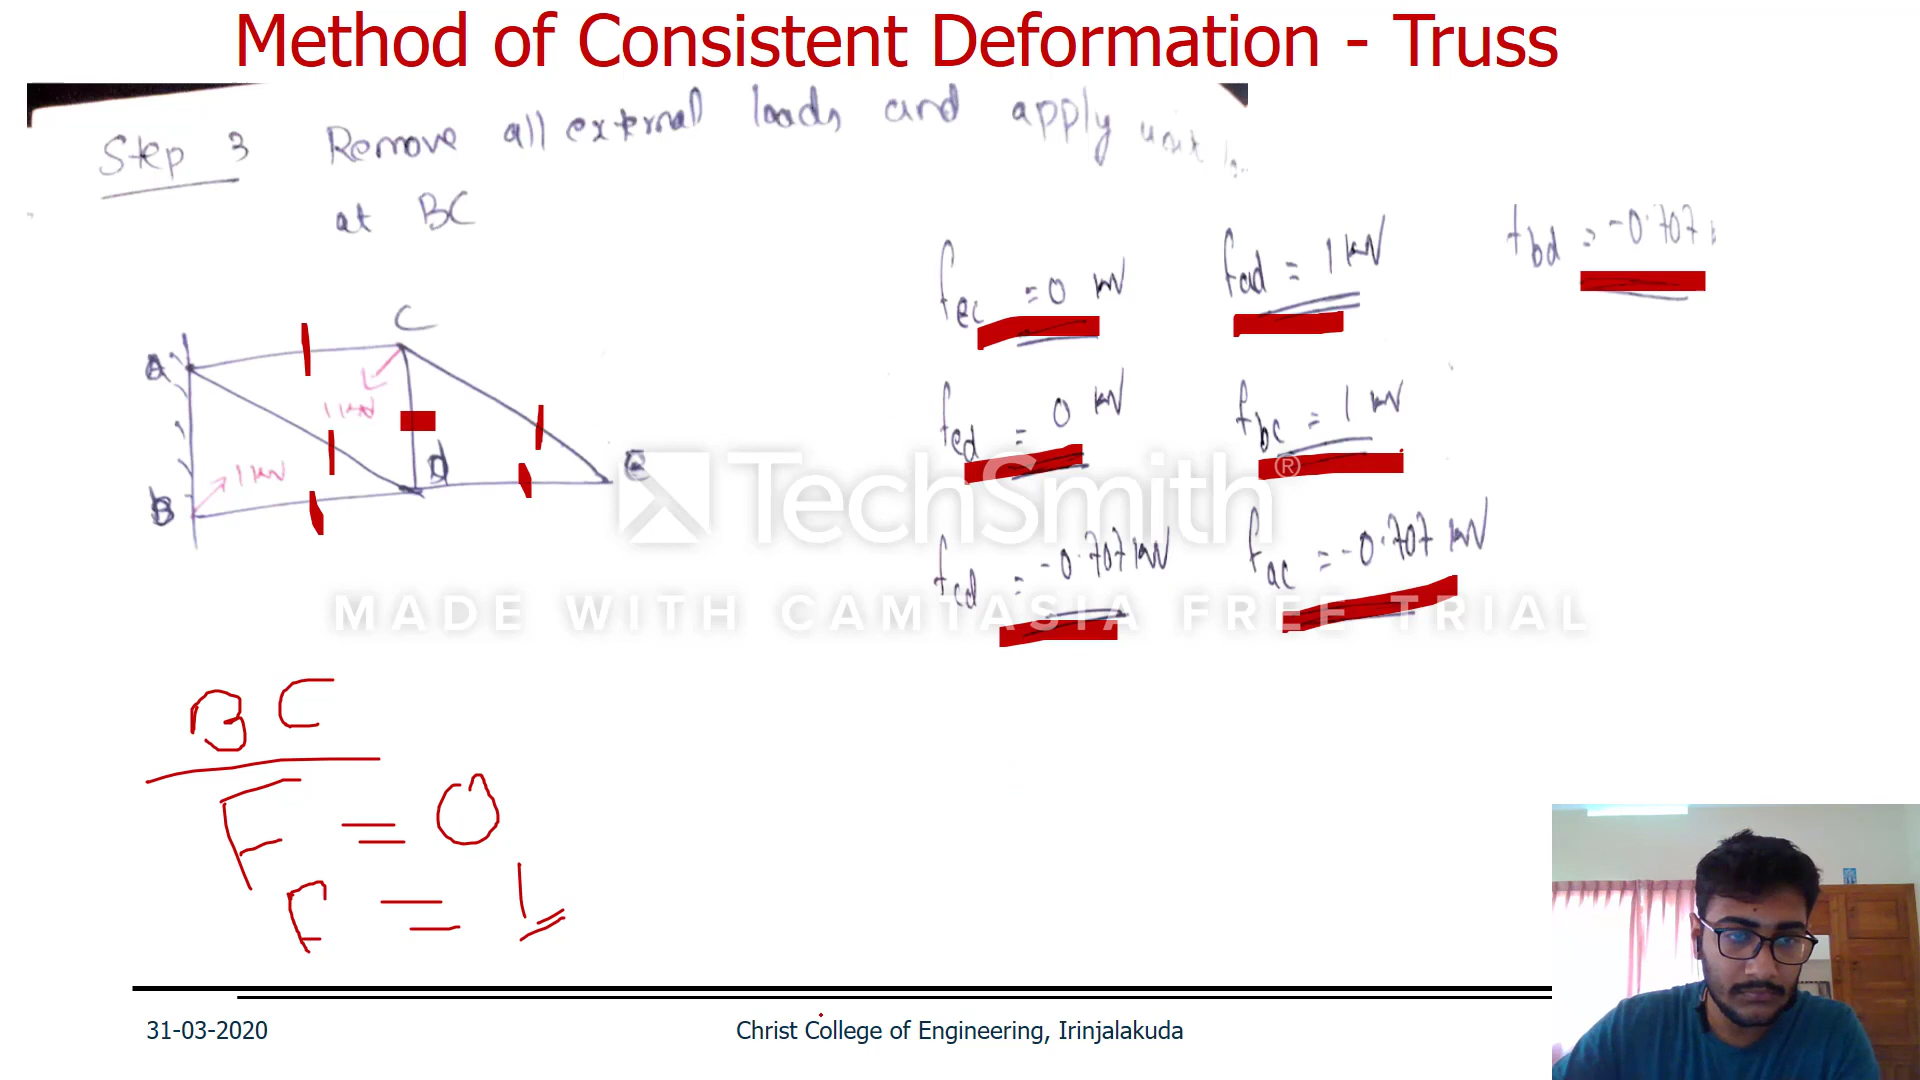 Method of Consistent Deformation - Truss
Step 3 Remove all external loads and apply unit
at BC
fec = 0 kN
fad = 1 kN
fbd = -0.707
fed = 0 kN
fbc = 1 kN
fcd = -0.707 kN
fac = -0.707 kN
A
C
1 kN
1 kN
B
d
e
TechSmith®
MADE WITH CAMTASIA FREE TRIAL
BC
F = 0
F = 1
31-03-2020
Christ College of Engineering, Irinjalakuda